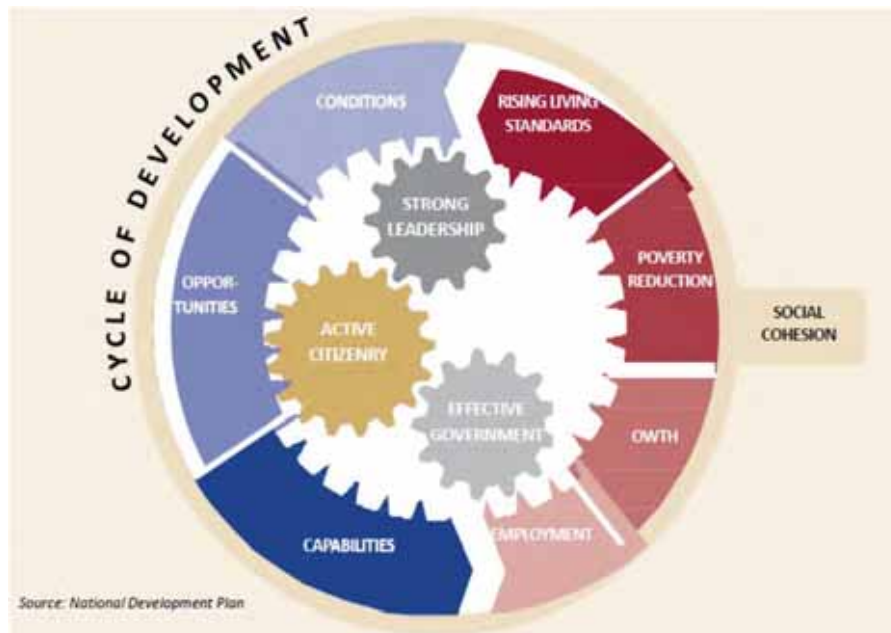 CYCLE OF DEVELOPMENT
CONDITIONS
RISING LIVING
STANDARDS
STRONG
LEADERSHIP
OPPOR-
TUNITIES
POVERTY
REDUCTION
SOCIAL
COHESION
ACTIVE
CITIZENRY
EFFECTIVE
GOVERNMENT
OWTH
EMPLOYMENT
CAPABILITIES
Source: National Development Plan